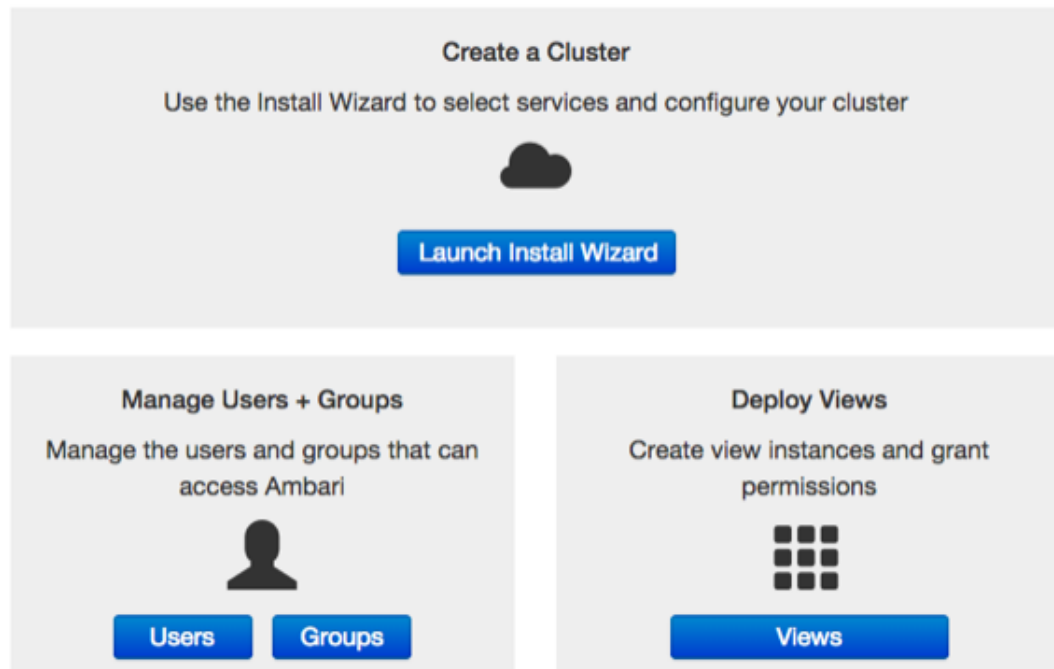 Create a Cluster
Use the Install Wizard to select services and configure your cluster
Launch Install Wizard
Manage Users + Groups
Manage the users and groups that can
access Ambari
Users
Groups
Deploy Views
Create view instances and grant
permissions
Views